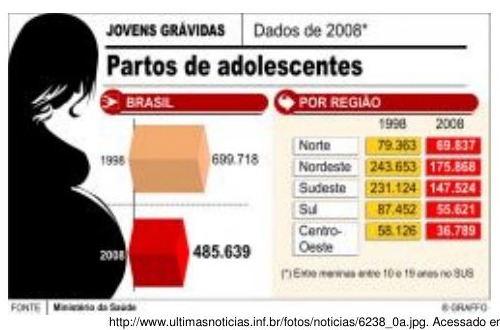 JOVENS GRÁVIDAS Dados de 2008*
Partos de adolescentes
BRASIL
1998 699.718
2008 485.639
POR REGIÃO
1998 2008
Norte 79.363 69.837
Nordeste 243.653 175.868
Sudeste 231.124 147.524
Sul 87.452 55.621
Centro-
Oeste 58.126 36.789
(*) Entre meninas entre 10 e 19 anos no SUS
FONTE Ministério da Saúde © GRAFFO
http://www.ultimasnoticias.inf.br/fotos/noticias/6238_0a.jpg. Acessado er